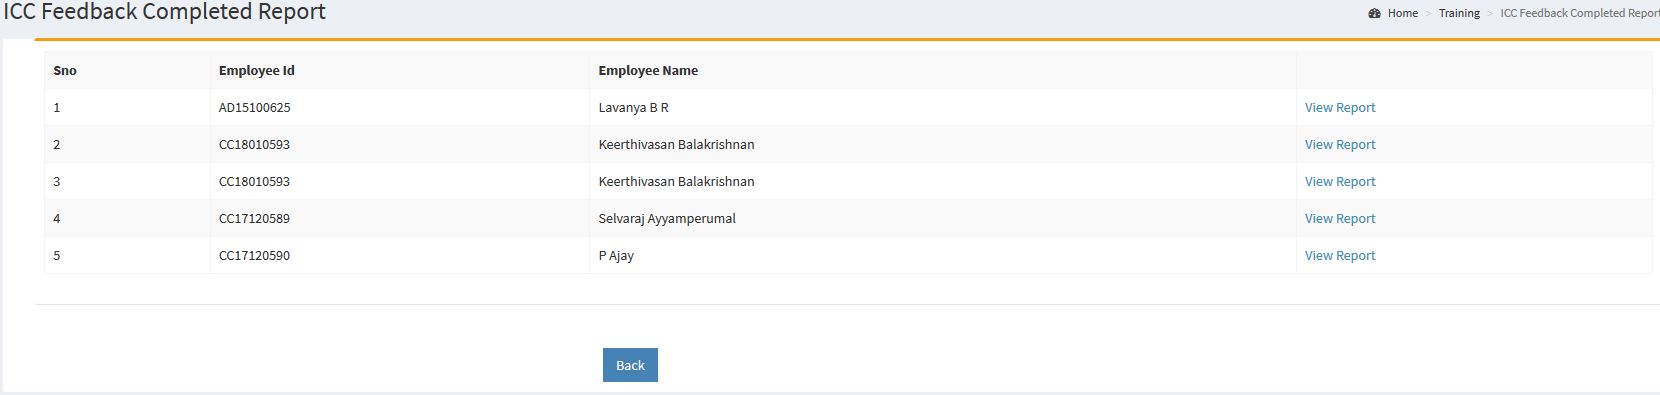 ICC Feedback Completed Report
Home > Training > ICC Feedback Completed Report
Sno Employee Id Employee Name
1 AD15100625 Lavanya B R View Report
2 CC18010593 Keerthivasan Balakrishnan View Report
3 CC18010593 Keerthivasan Balakrishnan View Report
4 CC17120589 Selvaraj Ayyamperumal View Report
5 CC17120590 P Ajay View Report
Back